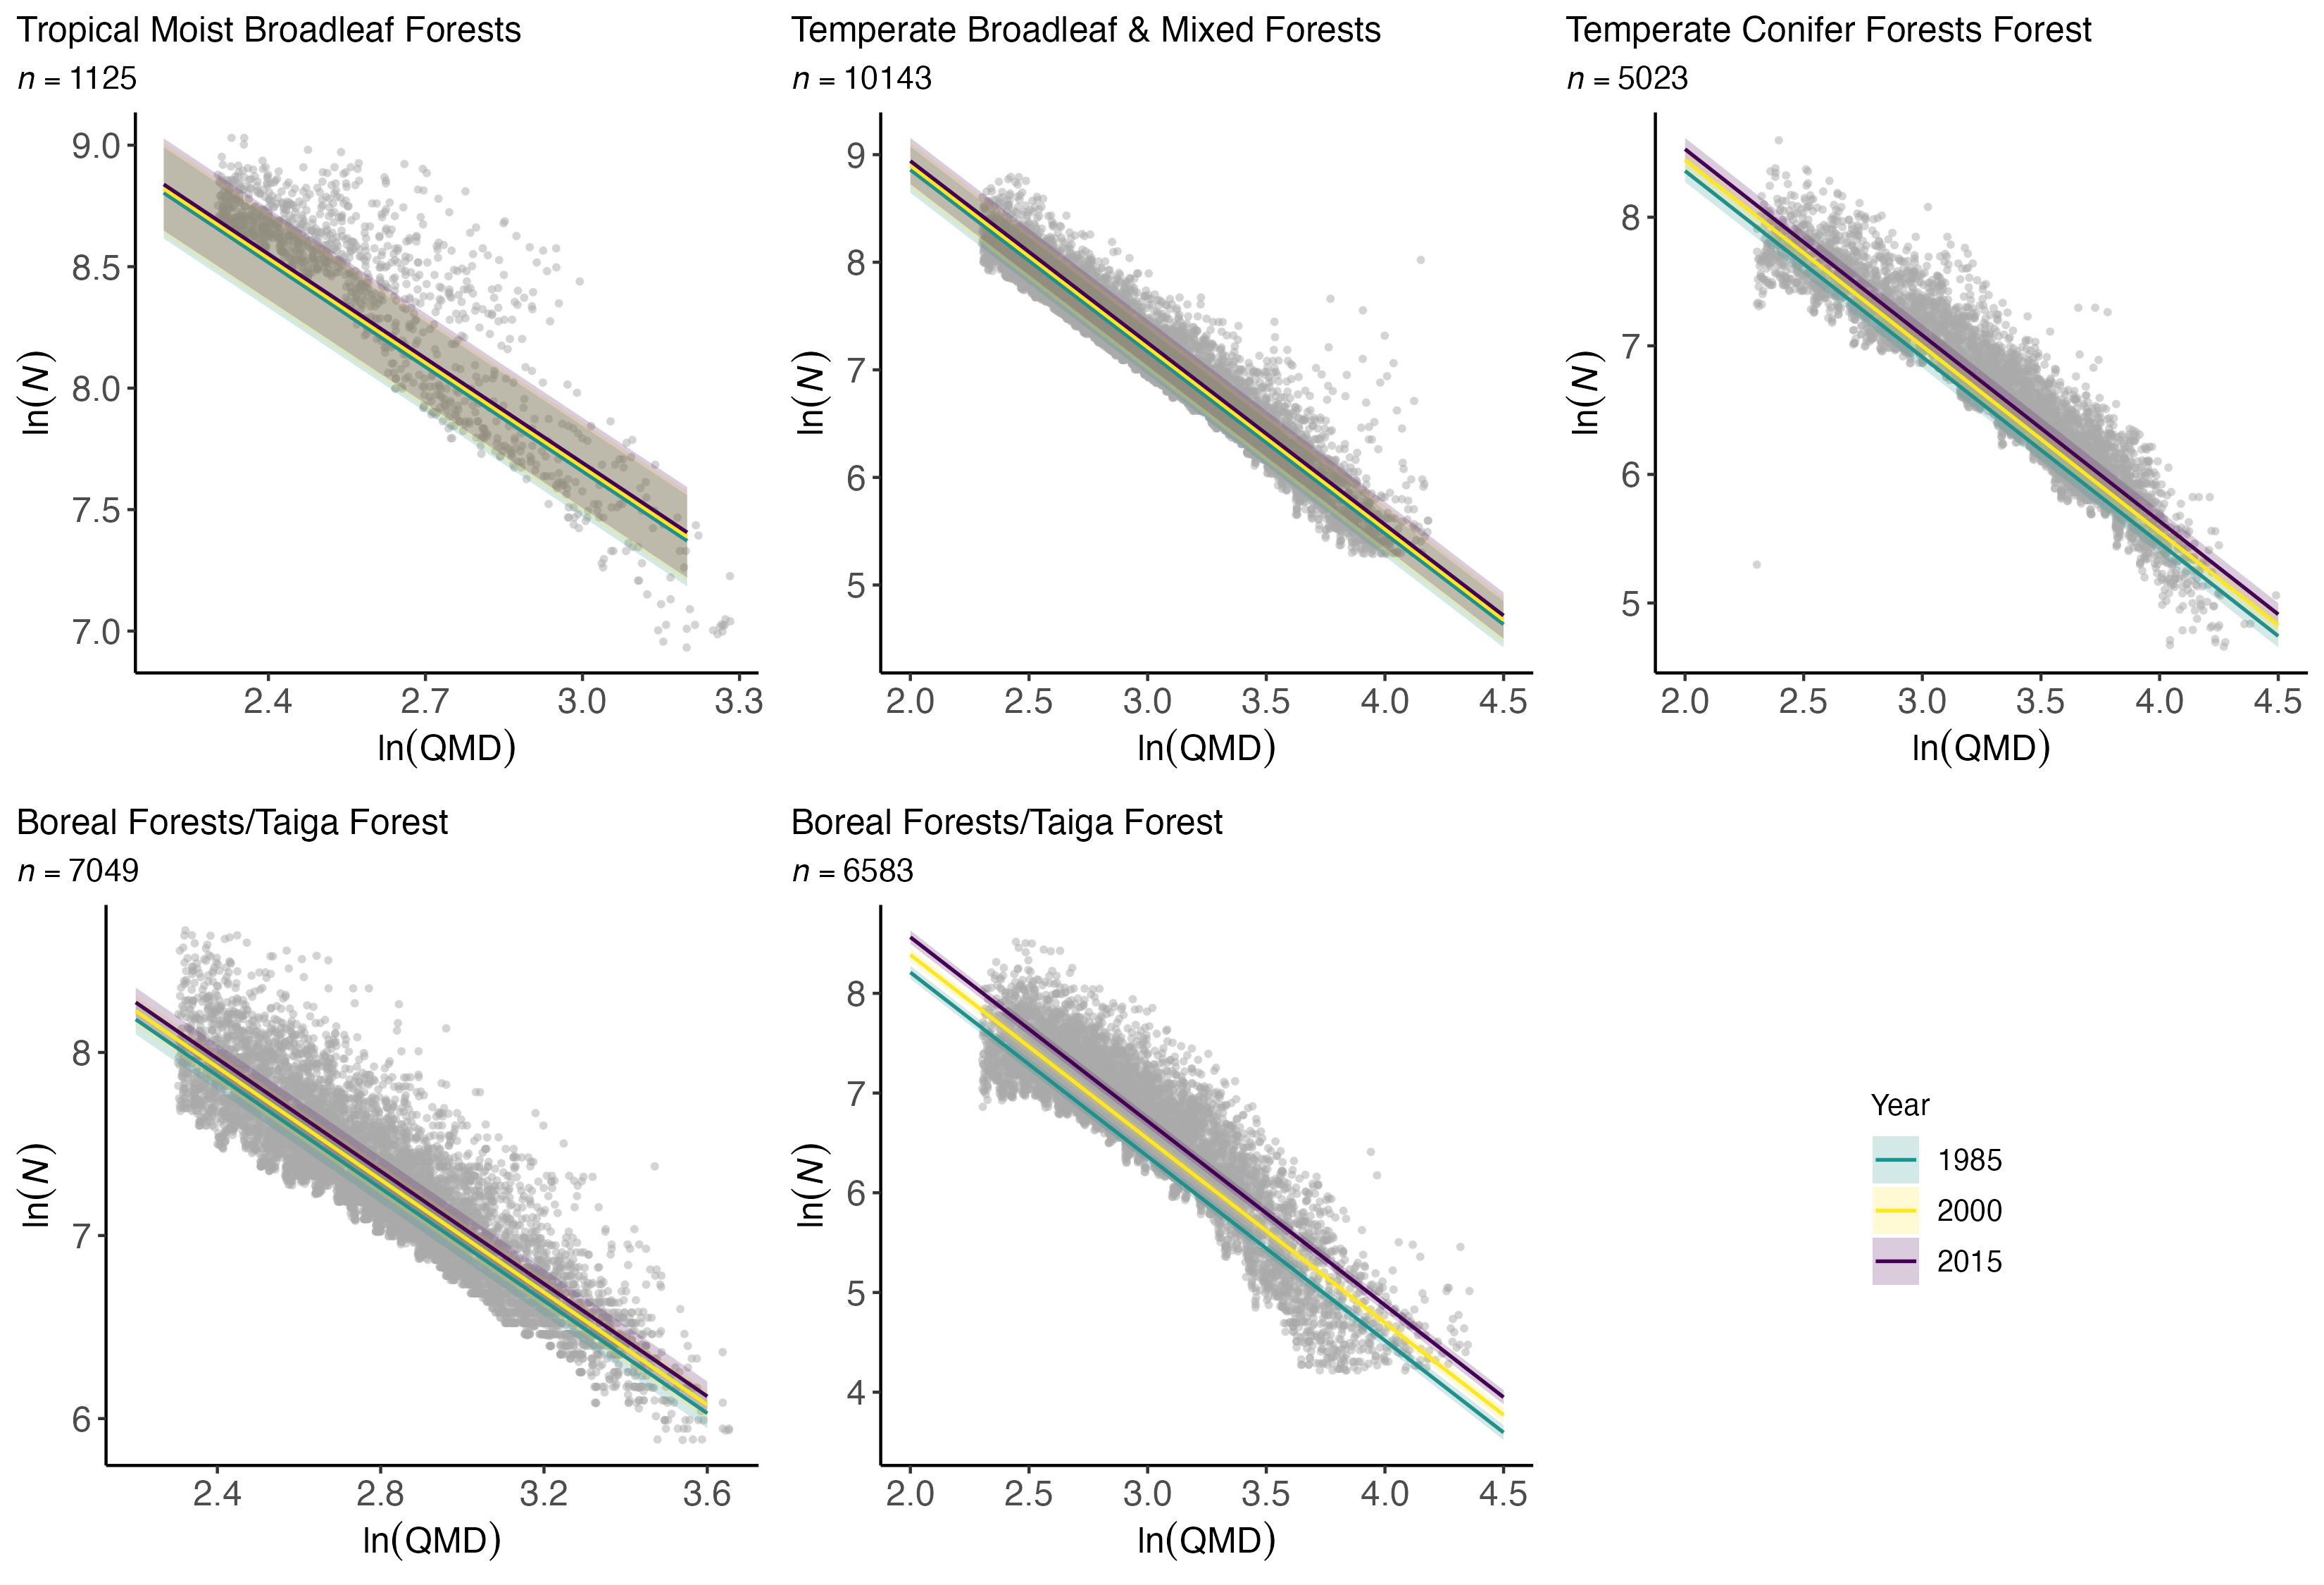 Tropical Moist Broadleaf Forests
n = 1125
9.0
8.5
8.0
7.5
7.0
ln(N)
2.4 2.7 3.0 3.3
ln(QMD)
Temperate Broadleaf & Mixed Forests
n = 10143
9
8
7
6
5
ln(N)
2.0 2.5 3.0 3.5 4.0 4.5
ln(QMD)
Temperate Conifer Forests Forest
n = 5023
8
7
6
5
ln(N)
2.0 2.5 3.0 3.5 4.0 4.5
ln(QMD)
Boreal Forests/Taiga Forest
n = 7049
8
7
6
ln(N)
2.4 2.8 3.2 3.6
ln(QMD)
Boreal Forests/Taiga Forest
n = 6583
8
7
6
5
4
ln(N)
2.0 2.5 3.0 3.5 4.0 4.5
ln(QMD)
Year
1985
2000
2015